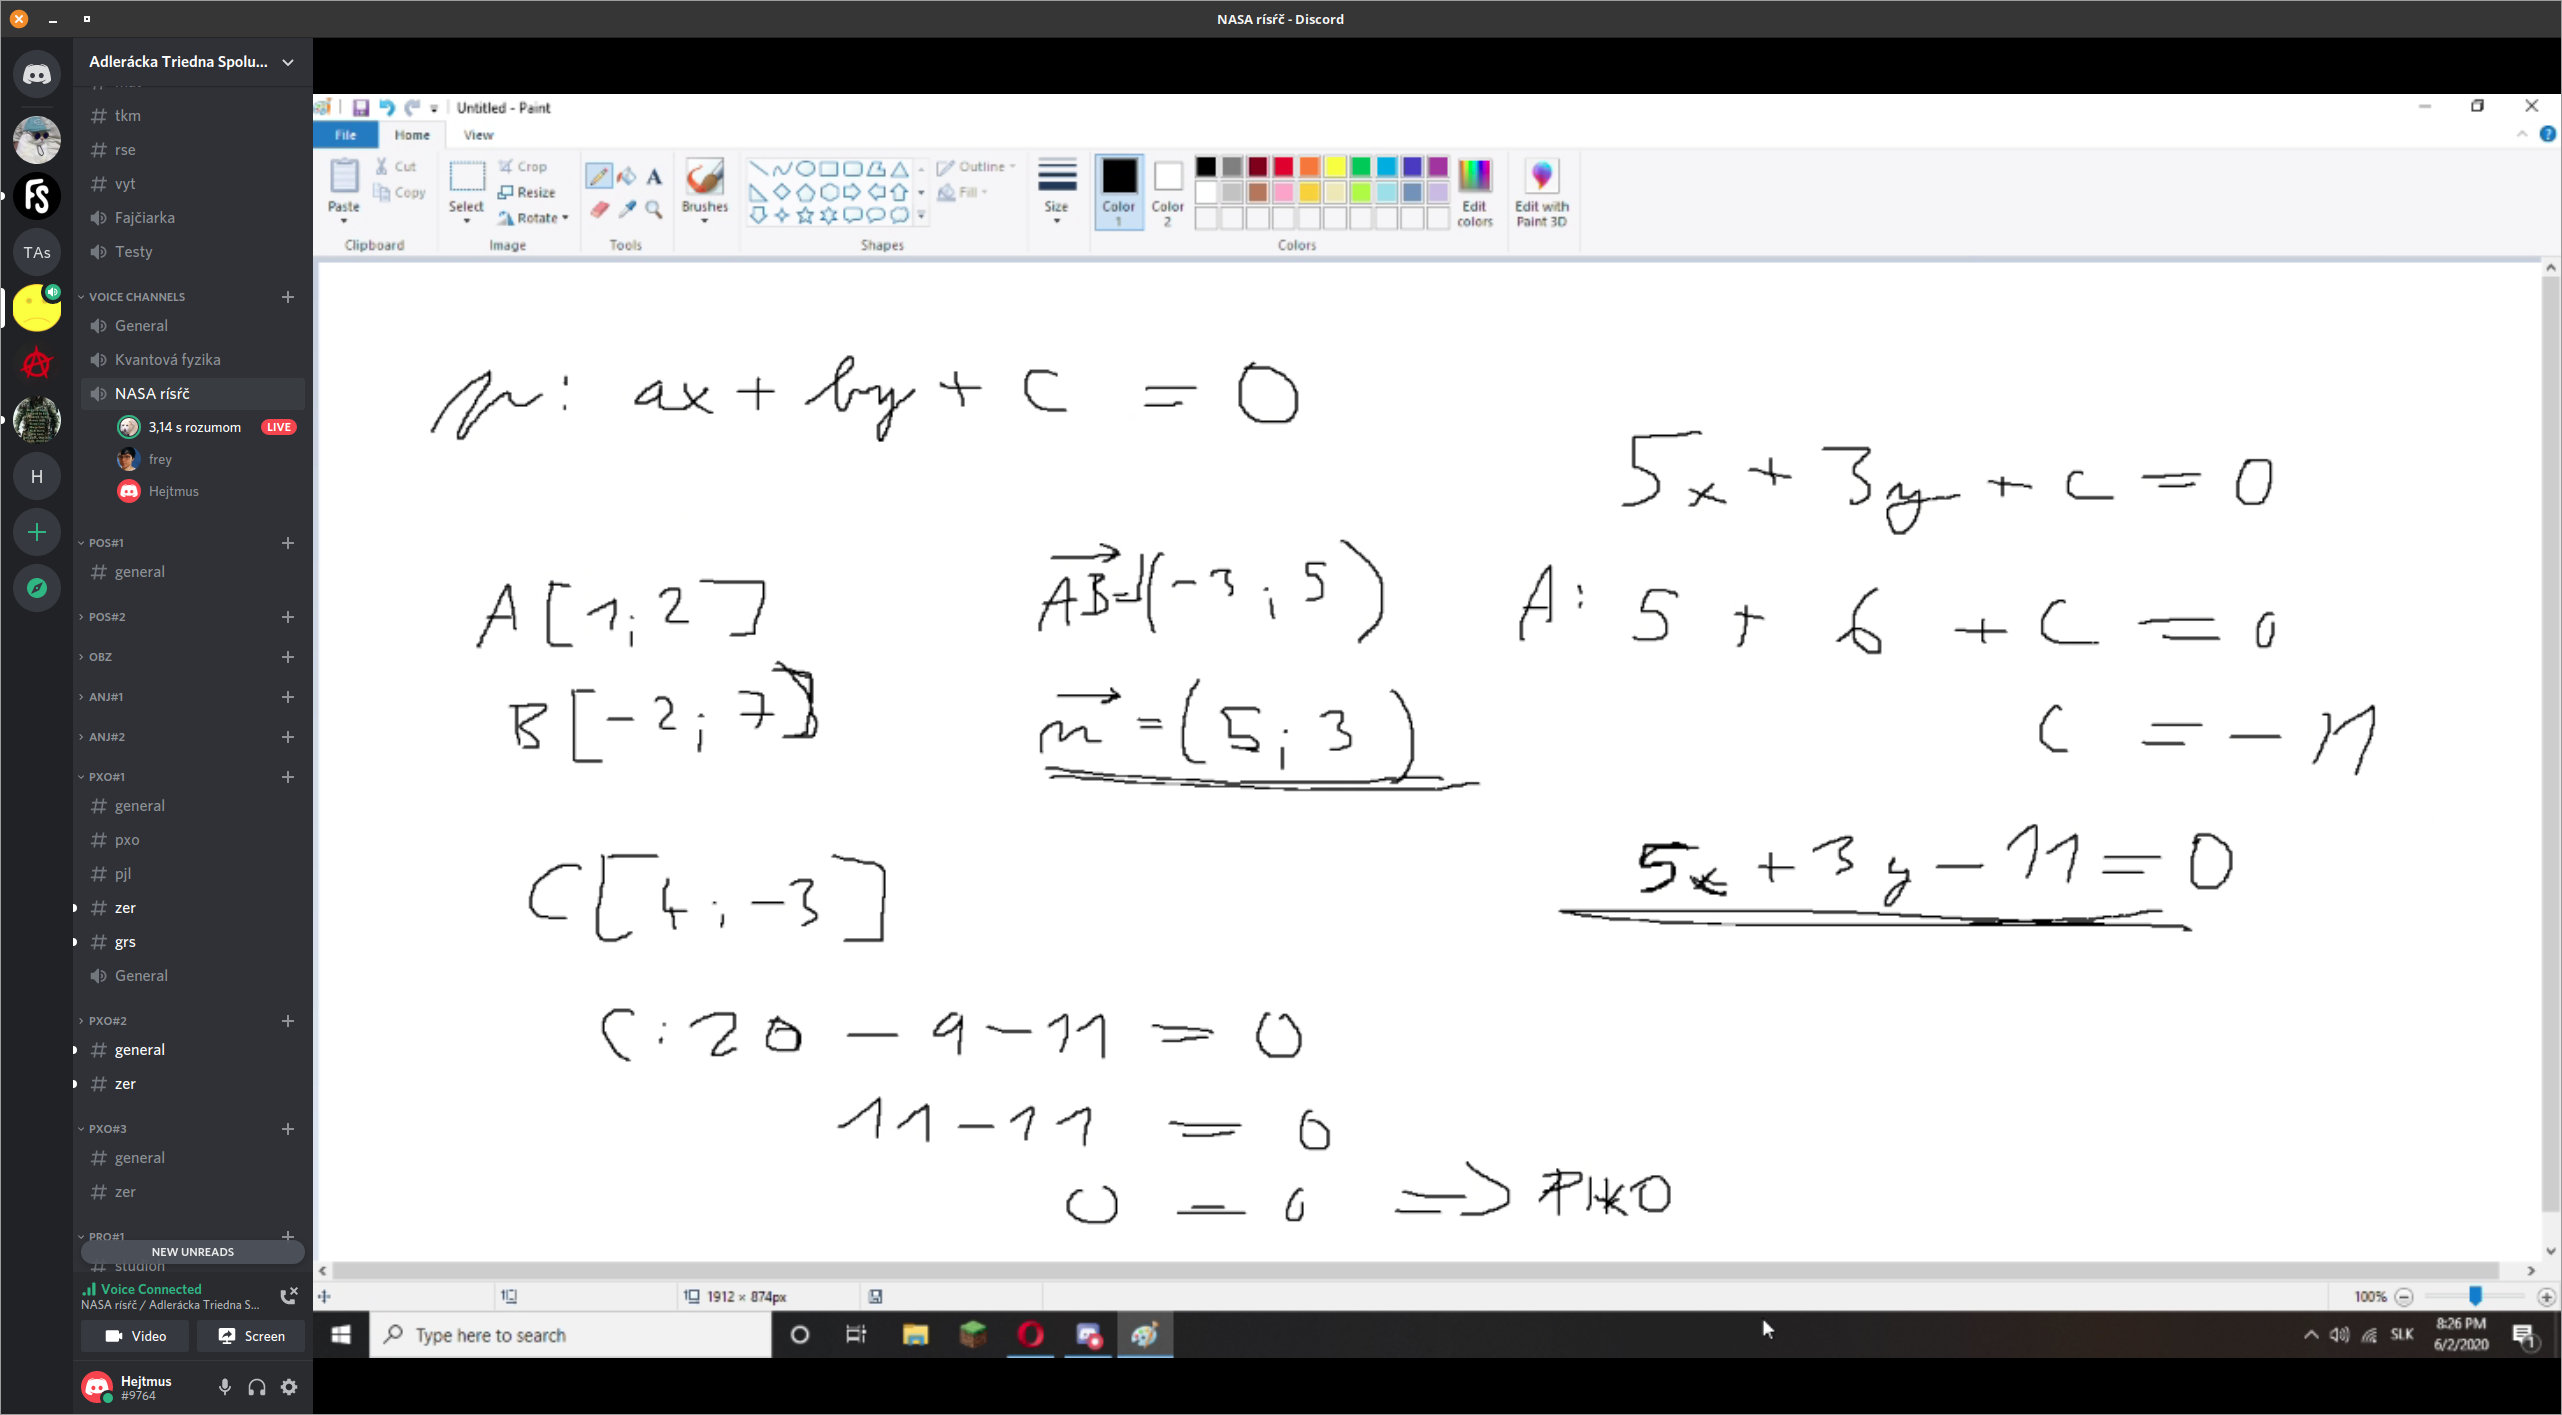 NASA rísŕč - Discord
Adlerácka Triedna Spolu...
# tkm
# rse
# vyt
Fajčiarka
Testy
VOICE CHANNELS
General
Kvantová fyzika
NASA rísŕč
3,14 s rozumom LIVE
frey
Hejtmus
POS#1
# general
POS#2
OBZ
ANJ#1
ANJ#2
PXO#1
# general
# pxo
# pjl
# zer
# grs
General
PXO#2
# general
# zer
PXO#3
# general
# zer
PRO#1
NEW UNREADS
# studion
Voice Connected
NASA rísŕč / Adlerácka Triedna S...
Video Screen
Hejtmus
#9764
TAs
H
Untitled - Paint
File Home View
Paste Cut Copy
Clipboard
Select Crop Resize Rotate
Image
Tools
Brushes
Shapes
Outline Fill
Size
Color 1
Color 2
Edit colors
Colors
Edit with Paint 3D
: ax + by + c = 0
5x + 3y + c = 0
A[1; 2]
AB=(-3; 5)
A: 5 + 6 + c = 0
B[-2; 7]
n = (5; 3)
c = -11
C[4; -3]
5x + 3y - 11 = 0
C: 20 - 9 - 11 = 0
11 - 11 = 0
0 = 0 => PIKO
1912 × 874px
100%
Type here to search
SLK
8:26 PM
6/2/2020